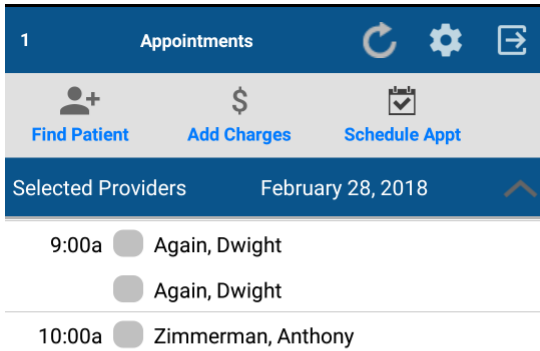 1 Appointments
Find Patient Add Charges Schedule Appt
Selected Providers February 28, 2018
9:00a Again, Dwight
Again, Dwight
10:00a Zimmerman, Anthony